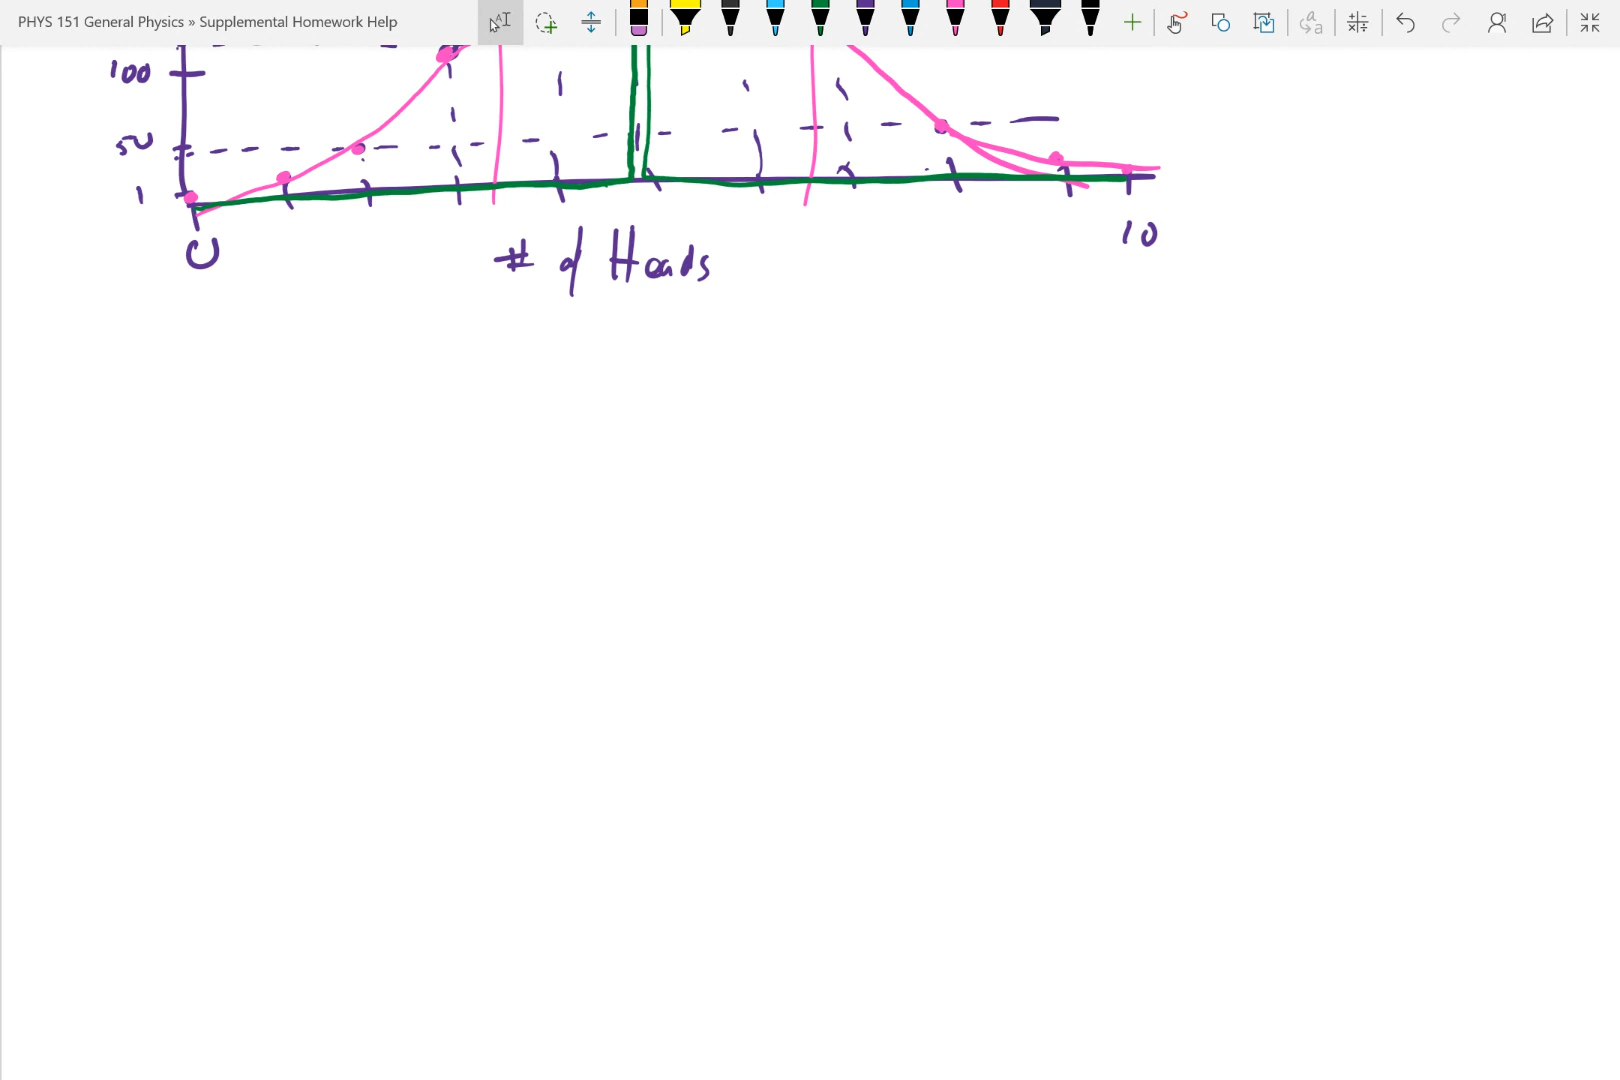 PHYS 151 General Physics » Supplemental Homework Help
100
50
1
0
10
# of Heads